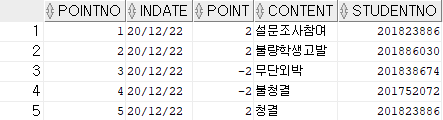 POINTNO INDATE POINT CONTENT STUDENTNO
1 1 20/12/22 2 설문조사참여 201823886
2 2 20/12/22 2 불량학생고발 201886030
3 3 20/12/22 -2 무단외박 201838674
4 4 20/12/22 -2 불청결 201752072
5 5 20/12/22 2 청결 201823886